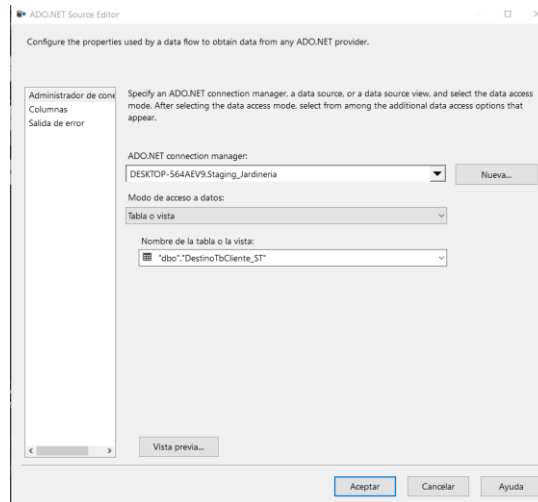 ADO.NET Source Editor
Configure the properties used by a data flow to obtain data from any ADO.NET provider.
Administrador de cone
Columnas
Salida de error
Specify an ADO.NET connection manager, a data source, or a data source view, and select the data access
mode. After selecting the data access mode, select from among the additional data access options that
appear.
ADO.NET connection manager:
DESKTOP-564AEV9.Staging_Jardineria
Nueva...
Modo de acceso a datos:
Tabla o vista
Nombre de la tabla o la vista:
"dbo"."DestinoTbCliente_ST"
Vista previa...
Aceptar
Cancelar
Ayuda